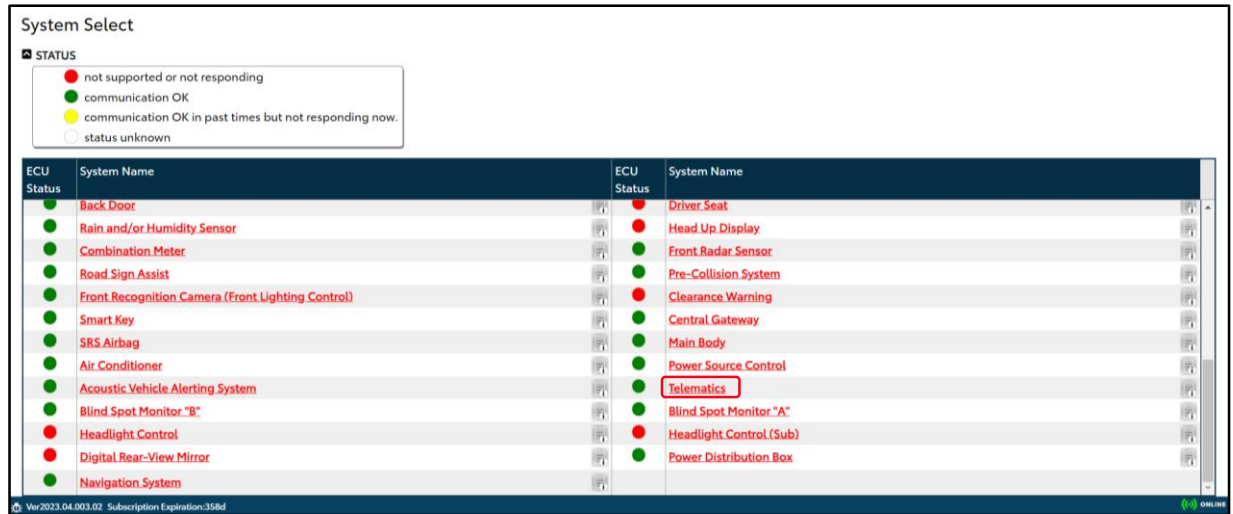 System Select
STATUS
not supported or not responding
communication OK
communication OK in past times but not responding now.
status unknown
ECU Status System Name ECU Status System Name
Back Door Driver Seat
Rain and/or Humidity Sensor Head Up Display
Combination Meter Front Radar Sensor
Road Sign Assist Pre-Collision System
Front Recognition Camera (Front Lighting Control) Clearance Warning
Smart Key Central Gateway
SRS Airbag Main Body
Air Conditioner Power Source Control
Acoustic Vehicle Alerting System Telematics
Blind Spot Monitor "B" Blind Spot Monitor "A"
Headlight Control Headlight Control (Sub)
Digital Rear-View Mirror Power Distribution Box
Navigation System
Ver2023.04.003.02 Subscription Expiration:358d ONLINE